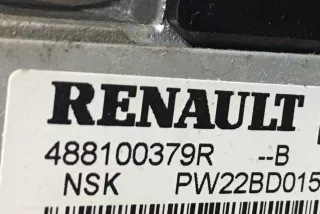 RENAULT
488100379R --B
NSK PW22BD015